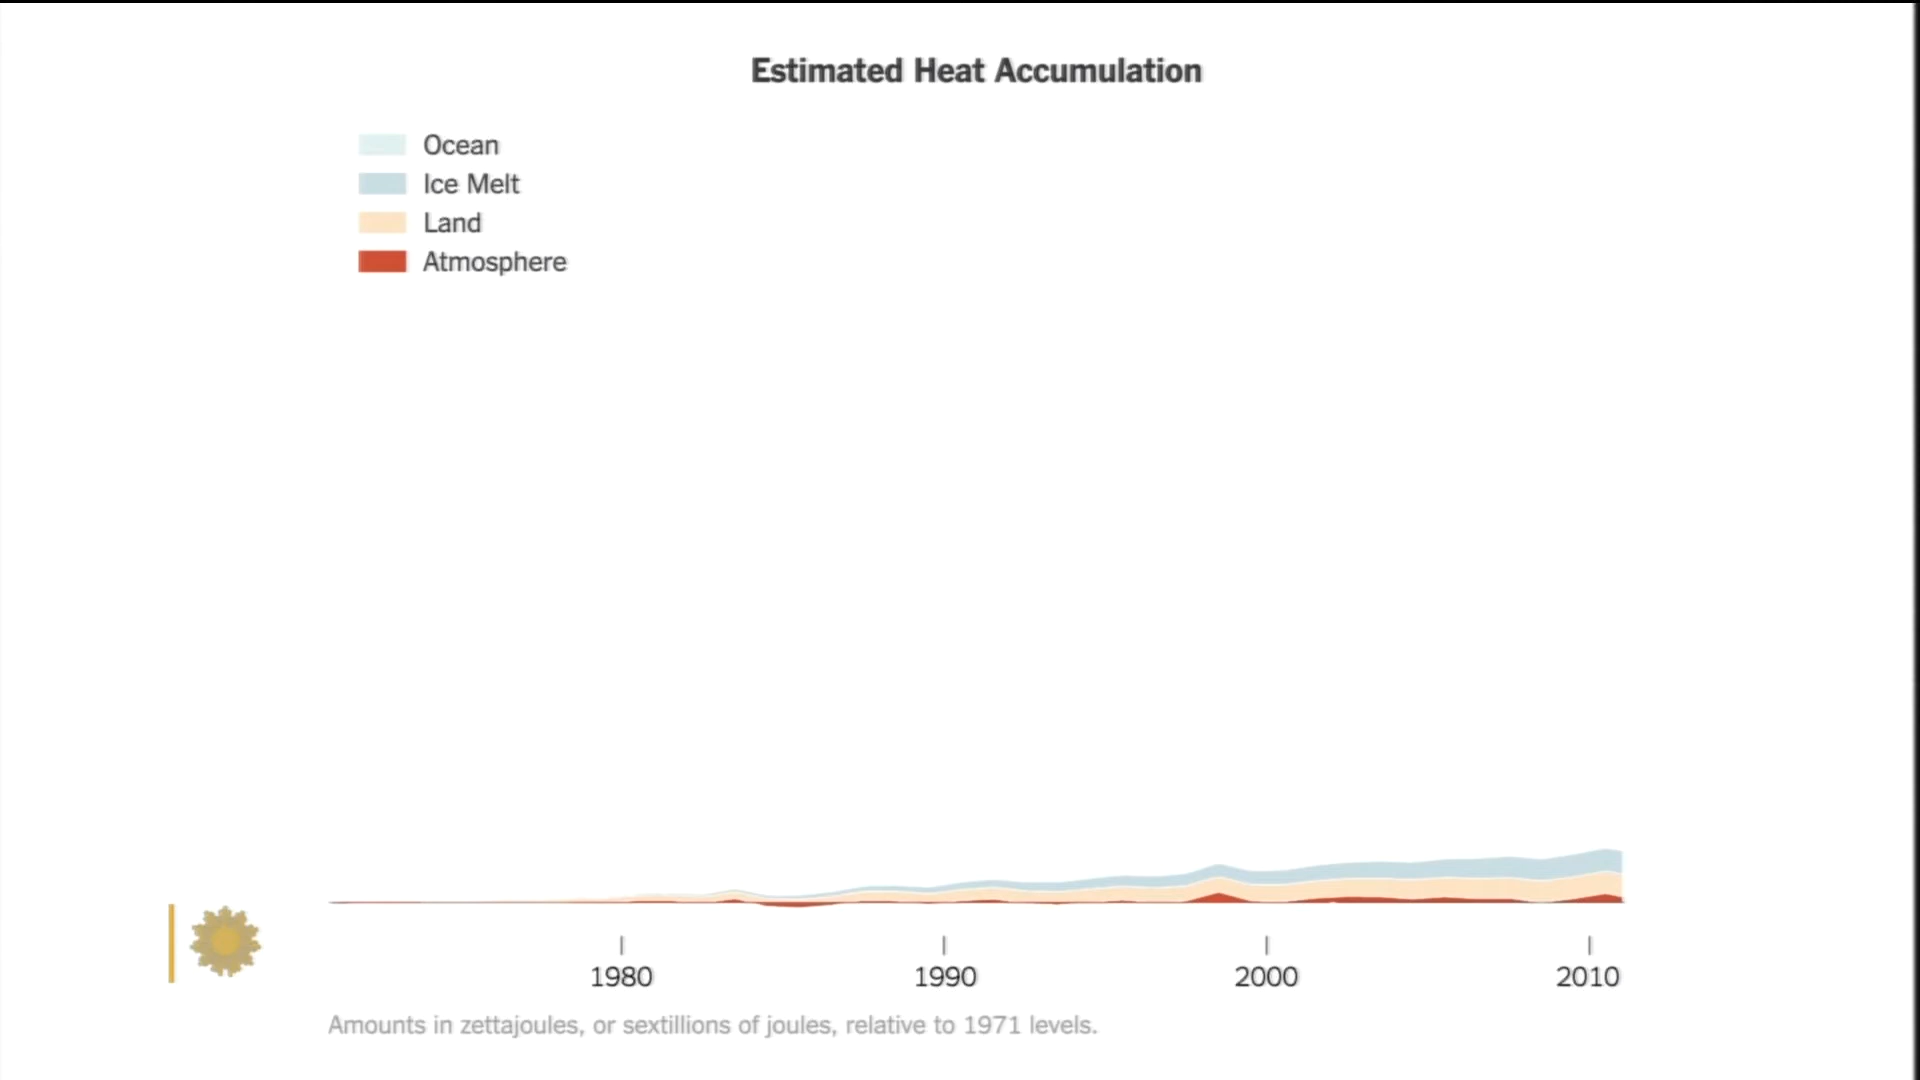 Estimated Heat Accumulation
Ocean
Ice Melt
Land
Atmosphere
1980
1990
2000
2010
Amounts in zettajoules, or sextillions of joules, relative to 1971 levels.